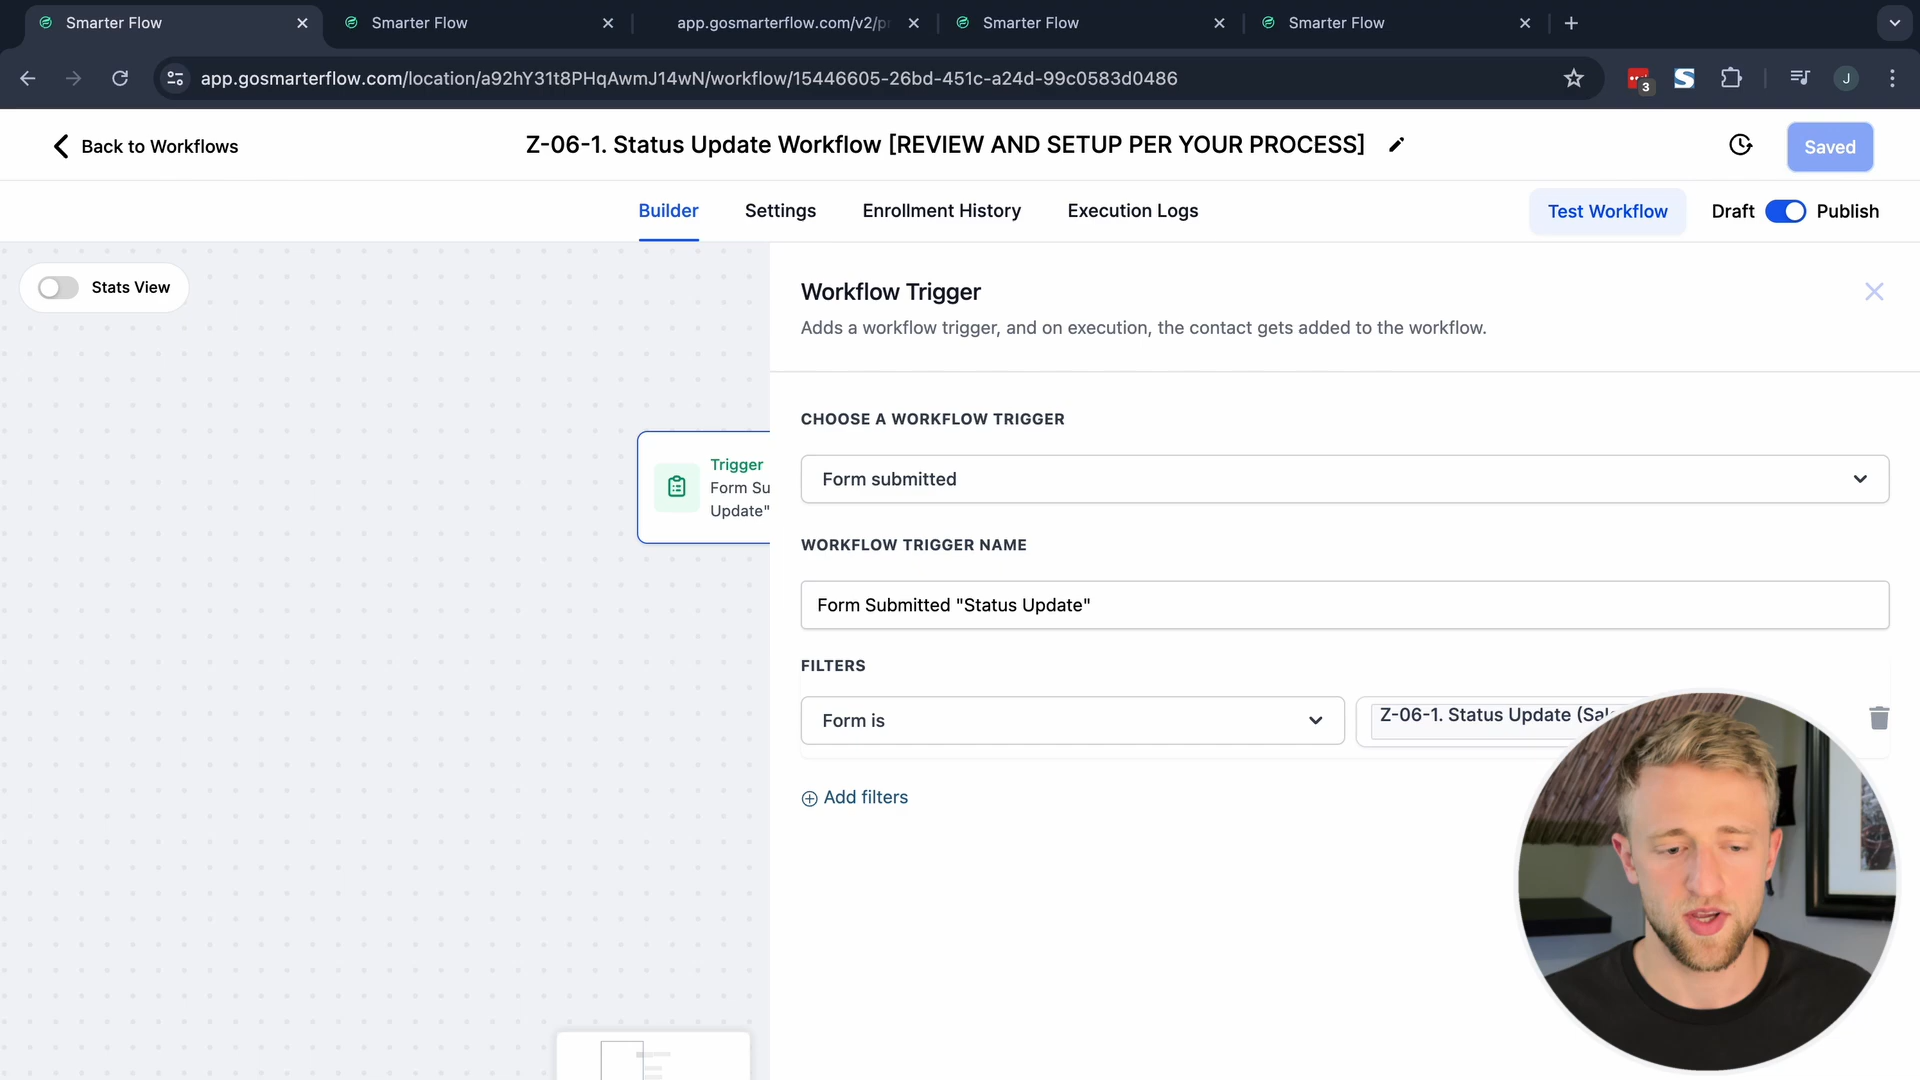 Smarter Flow
Smarter Flow
app.gosmarterflow.com/v2/pr
Smarter Flow
Smarter Flow
app.gosmarterflow.com/location/a92hY31t8PHqAwmJ14wN/workflow/15446605-26bd-451c-a24d-99c0583d0486
3
J
Back to Workflows
Z-06-1. Status Update Workflow [REVIEW AND SETUP PER YOUR PROCESS]
Saved
Builder
Settings
Enrollment History
Execution Logs
Test Workflow
Draft
Publish
Stats View
Workflow Trigger
Adds a workflow trigger, and on execution, the contact gets added to the workflow.
CHOOSE A WORKFLOW TRIGGER
Trigger
Form Su
Update"
Form submitted
WORKFLOW TRIGGER NAME
Form Submitted "Status Update"
FILTERS
Form is
Z-06-1. Status Update (Sal
Add filters